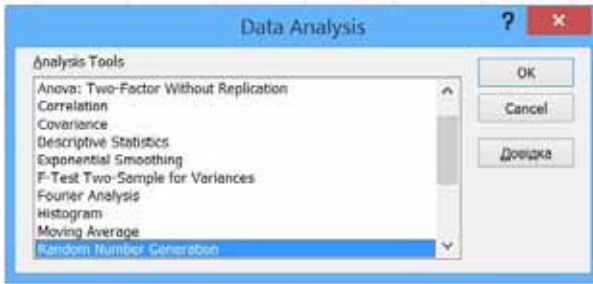 Data Analysis
?
Analysis Tools
Anova: Two-Factor Without Replication
Correlation
Covariance
Descriptive Statistics
Exponential Smoothing
F-Test Two-Sample for Variances
Fourier Analysis
Histogram
Moving Average
Random Number Generation
OK
Cancel
Довідка